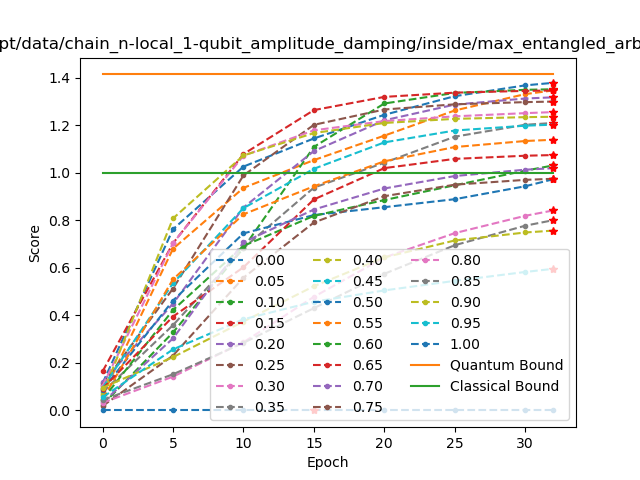 pt/data/chain_n-local_1-qubit_amplitude_damping/inside/max_entangled_arb
1.4
1.2
1.0
0.8
0.6
0.4
0.2
0.0
Score
0.00 0.40 0.80
0.05 0.45 0.85
0.10 0.50 0.90
0.15 0.55 0.95
0.20 0.60 1.00
0.25 0.65 Quantum Bound
0.30 0.70 Classical Bound
0.35 0.75
0 5 10 15 20 25 30
Epoch